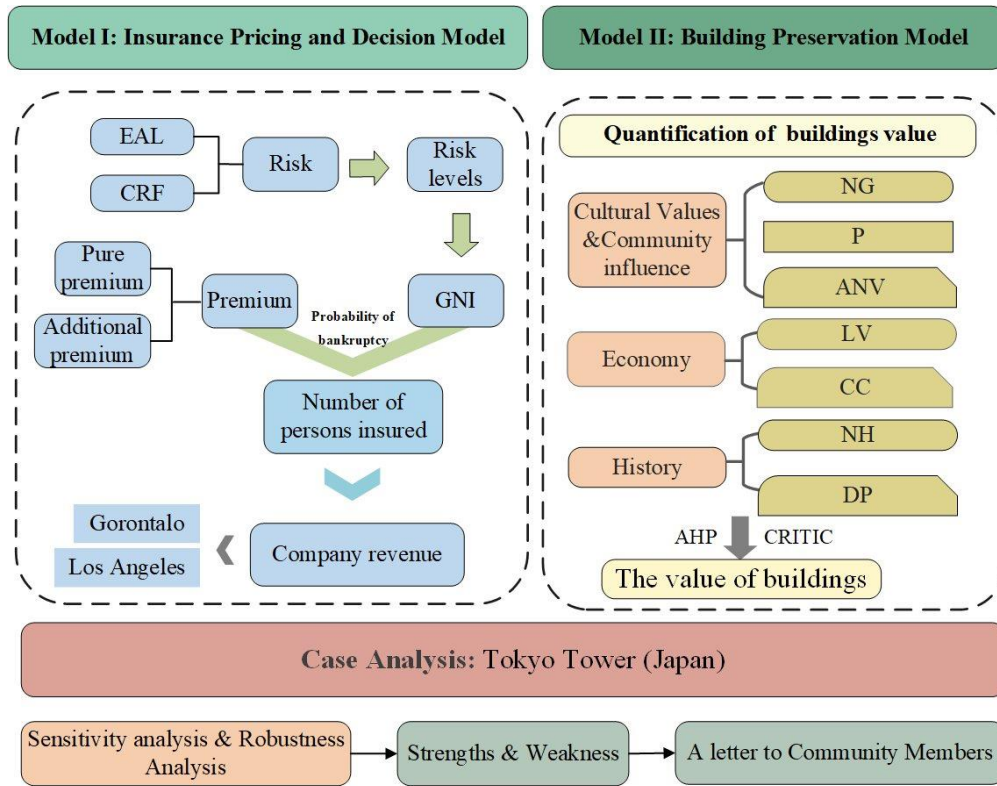 Model I: Insurance Pricing and Decision Model
Model II: Building Preservation Model
EAL
CRF
Risk
Risk
levels
Pure
premium
Additional
premium
Premium
Probability of
bankruptcy
GNI
Number of
persons insured
Company revenue
Gorontalo
Los Angeles
Quantification of buildings value
Cultural Values
&Community
influence
NG
P
ANV
Economy
LV
CC
History
NH
DP
AHP
CRITIC
The value of buildings
Case Analysis: Tokyo Tower (Japan)
Sensitivity analysis & Robustness
Analysis
Strengths & Weakness
A letter to Community Members